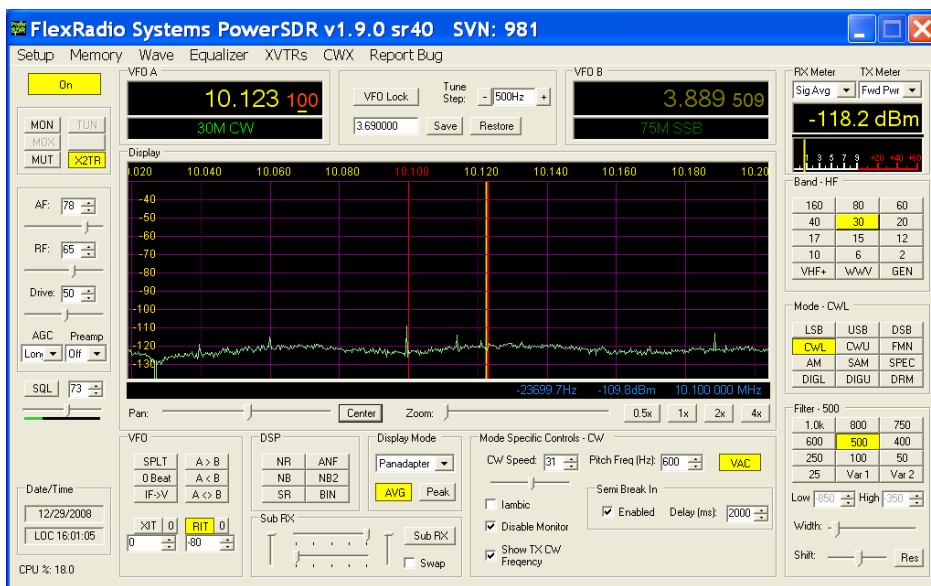 FlexRadio Systems PowerSDR v1.9.0 sr40 SVN: 981
Setup Memory Wave Equalizer XVTRs CWX Report Bug
On
MON TUN
MOX
MUT X2TR
AF: 78
RF: 65
Drive: 50
AGC Preamp
Long Off
SQL 73
Date/Time
12/29/2008
LOC 16:01:05
CPU %: 18.0
VFO A
10.123 100
30M CW
VFO Lock Tune Step: - 500Hz +
3.690000 Save Restore
VFO B
3.889 509
75M SSB
Display
.020 10.040 10.060 10.080 10.100 10.120 10.140 10.160 10.180 10.20
-40
-50
-60
-70
-80
-90
-100
-110
-120
-130
-23699.7Hz -109.8dBm 10.100 000 MHz
Pan: Center Zoom: 0.5x 1x 2x 4x
VFO
SPLT A > B
0 Beat A < B
IF->V A <> B
XIT 0 RIT 0
0 -80
DSP
NR ANF
NB NB2
SR BIN
Display Mode
Panadapter
AVG Peak
Sub RX
Sub RX
Swap
Mode Specific Controls - CW
CW Speed: 31 Pitch Freq (Hz): 600 VAC
Iambic
Disable Monitor
Show TX CW Freqency
Semi Break In
Enabled Delay (ms): 2000
RX Meter TX Meter
Sig Avg Fwd Pwr
-118.2 dBm
1 3 5 7 9 +20 +40 +60
Band - HF
160 80 60
40 30 20
17 15 12
10 6 2
VHF+ WWV GEN
Mode - CWL
LSB USB DSB
CWL CWU FMN
AM SAM SPEC
DIGL DIGU DRM
Filter - 500
1.0k 800 750
600 500 400
250 100 50
25 Var 1 Var 2
Low -850 High -350
Width:
Shift: Res